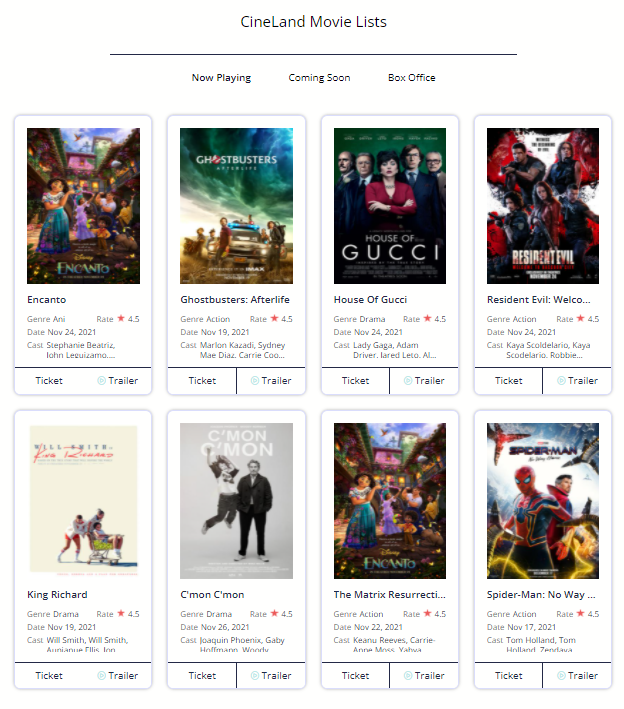 CineLand Movie Lists
Now Playing Coming Soon Box Office
GHOSTBUSTERS
AFTERLIFE
IMAX
Disney
ENCANTO
HOUSE OF
GUCCI
RESIDENT EVIL
Encanto
Genre Ani Rate ★ 4.5
Date Nov 24, 2021
Cast Stephanie Beatriz,
John Leguizamo....
Ticket Trailer
Ghostbusters: Afterlife
Genre Action Rate ★ 4.5
Date Nov 19, 2021
Cast Marlon Kazadi, Sydney
Mae Diaz, Carrie Coo...
Ticket Trailer
House Of Gucci
Genre Drama Rate ★ 4.5
Date Nov 24, 2021
Cast Lady Gaga, Adam
Driver, Jared Leto, Al...
Ticket Trailer
Resident Evil: Welco...
Genre Action Rate ★ 4.5
Date Nov 24, 2021
Cast Kaya Scoldelario, Kaya
Scodelario, Robbie...
Ticket Trailer
WILL SMITH
King Richard
C'MON
C'MON
Disney
ENCANTO
SPIDER-MAN
King Richard
Genre Drama Rate ★ 4.5
Date Nov 19, 2021
Cast Will Smith, Will Smith,
Aunjanue Ellis, Jon
Ticket Trailer
C'mon C'mon
Genre Drama Rate ★ 4.5
Date Nov 26, 2021
Cast Joaquin Phoenix, Gaby
Hoffmann, Woody
Ticket Trailer
The Matrix Resurrecti...
Genre Action Rate ★ 4.5
Date Nov 22, 2021
Cast Keanu Reeves, Carrie-
Anne Moss, Yahya
Ticket Trailer
Spider-Man: No Way ...
Genre Action Rate ★ 4.5
Date Nov 17, 2021
Cast Tom Holland, Tom
Holland, Zendaya
Ticket Trailer